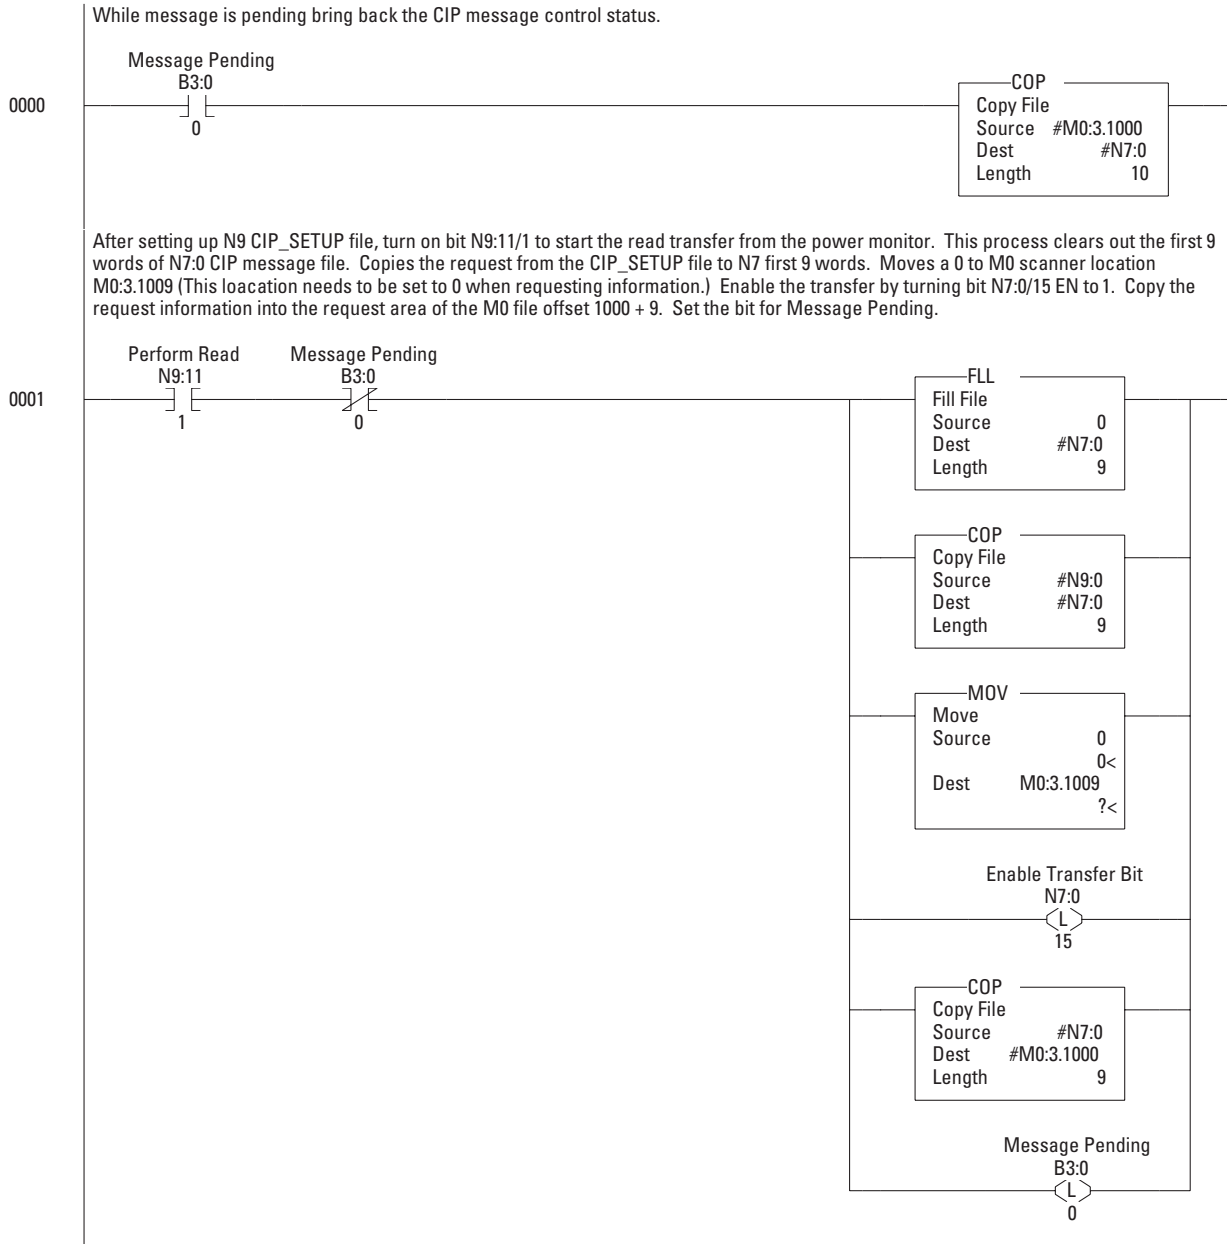 While message is pending bring back the CIP message control status.
Message Pending
B3:0
0
0000
COP
Copy File
Source #M0:3.1000
Dest #N7:0
Length 10
After setting up N9 CIP_SETUP file, turn on bit N9:11/1 to start the read transfer from the power monitor. This process clears out the first 9
words of N7:0 CIP message file. Copies the request from the CIP_SETUP file to N7 first 9 words. Moves a 0 to M0 scanner location
M0:3.1009 (This loacation needs to be set to 0 when requesting information.) Enable the transfer by turning bit N7:0/15 EN to 1. Copy the
request information into the request area of the M0 file offset 1000 + 9. Set the bit for Message Pending.
Perform Read
N9:11
1
Message Pending
B3:0
0
0001
FLL
Fill File
Source 0
Dest #N7:0
Length 9
COP
Copy File
Source #N9:0
Dest #N7:0
Length 9
MOV
Move
Source 0
0<
Dest M0:3.1009
?<
Enable Transfer Bit
N7:0
L
15
COP
Copy File
Source #N7:0
Dest #M0:3.1000
Length 9
Message Pending
B3:0
L
0